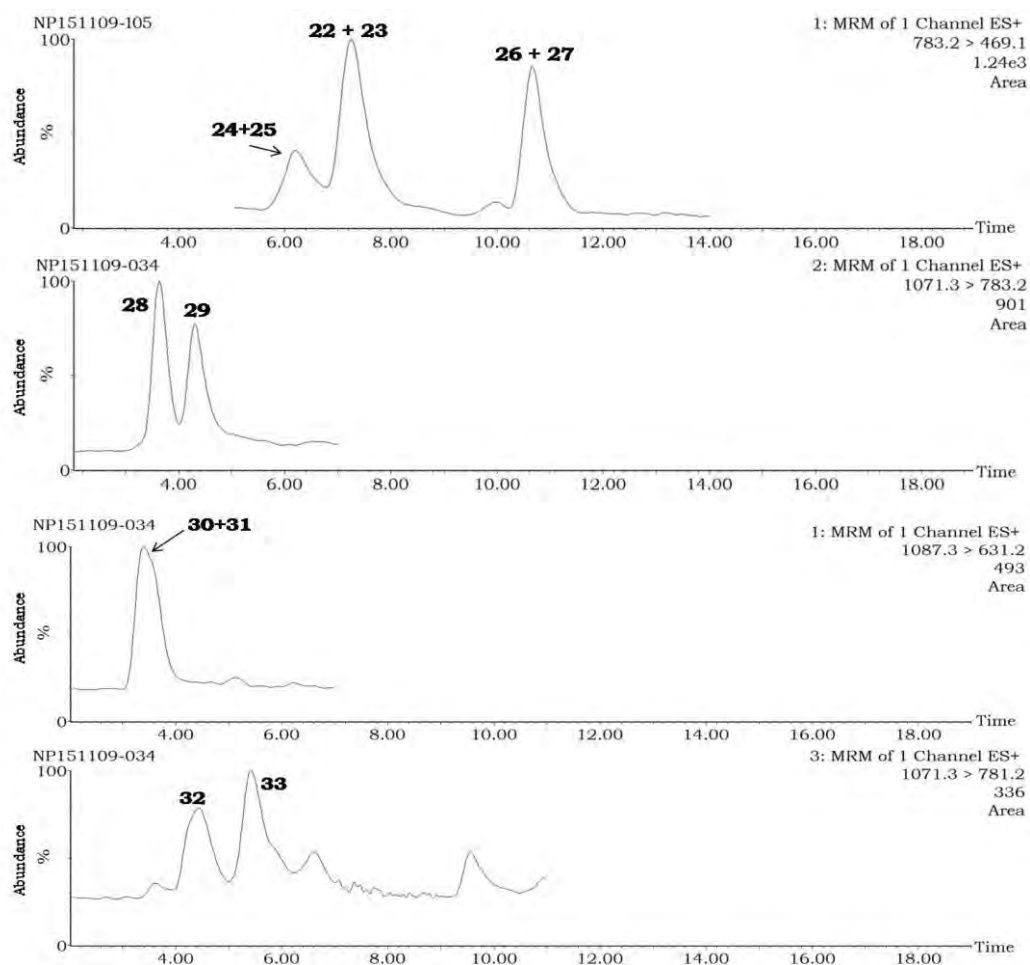 NP151109-105
1: MRM of 1 Channel ES+
783.2 > 469.1
1.24e3
Area
22 + 23
26 + 27
24+25
100
0
%
Abundance
4.00 6.00 8.00 10.00 12.00 14.00 16.00 18.00
Time
NP151109-034
2: MRM of 1 Channel ES+
1071.3 > 783.2
901
Area
28
29
100
0
%
Abundance
4.00 6.00 8.00 10.00 12.00 14.00 16.00 18.00
Time
NP151109-034
1: MRM of 1 Channel ES+
1087.3 > 631.2
493
Area
30+31
100
0
%
Abundance
4.00 6.00 8.00 10.00 12.00 14.00 16.00 18.00
Time
NP151109-034
3: MRM of 1 Channel ES+
1071.3 > 781.2
336
Area
32
33
100
0
%
Abundance
4.00 6.00 8.00 10.00 12.00 14.00 16.00 18.00
Time